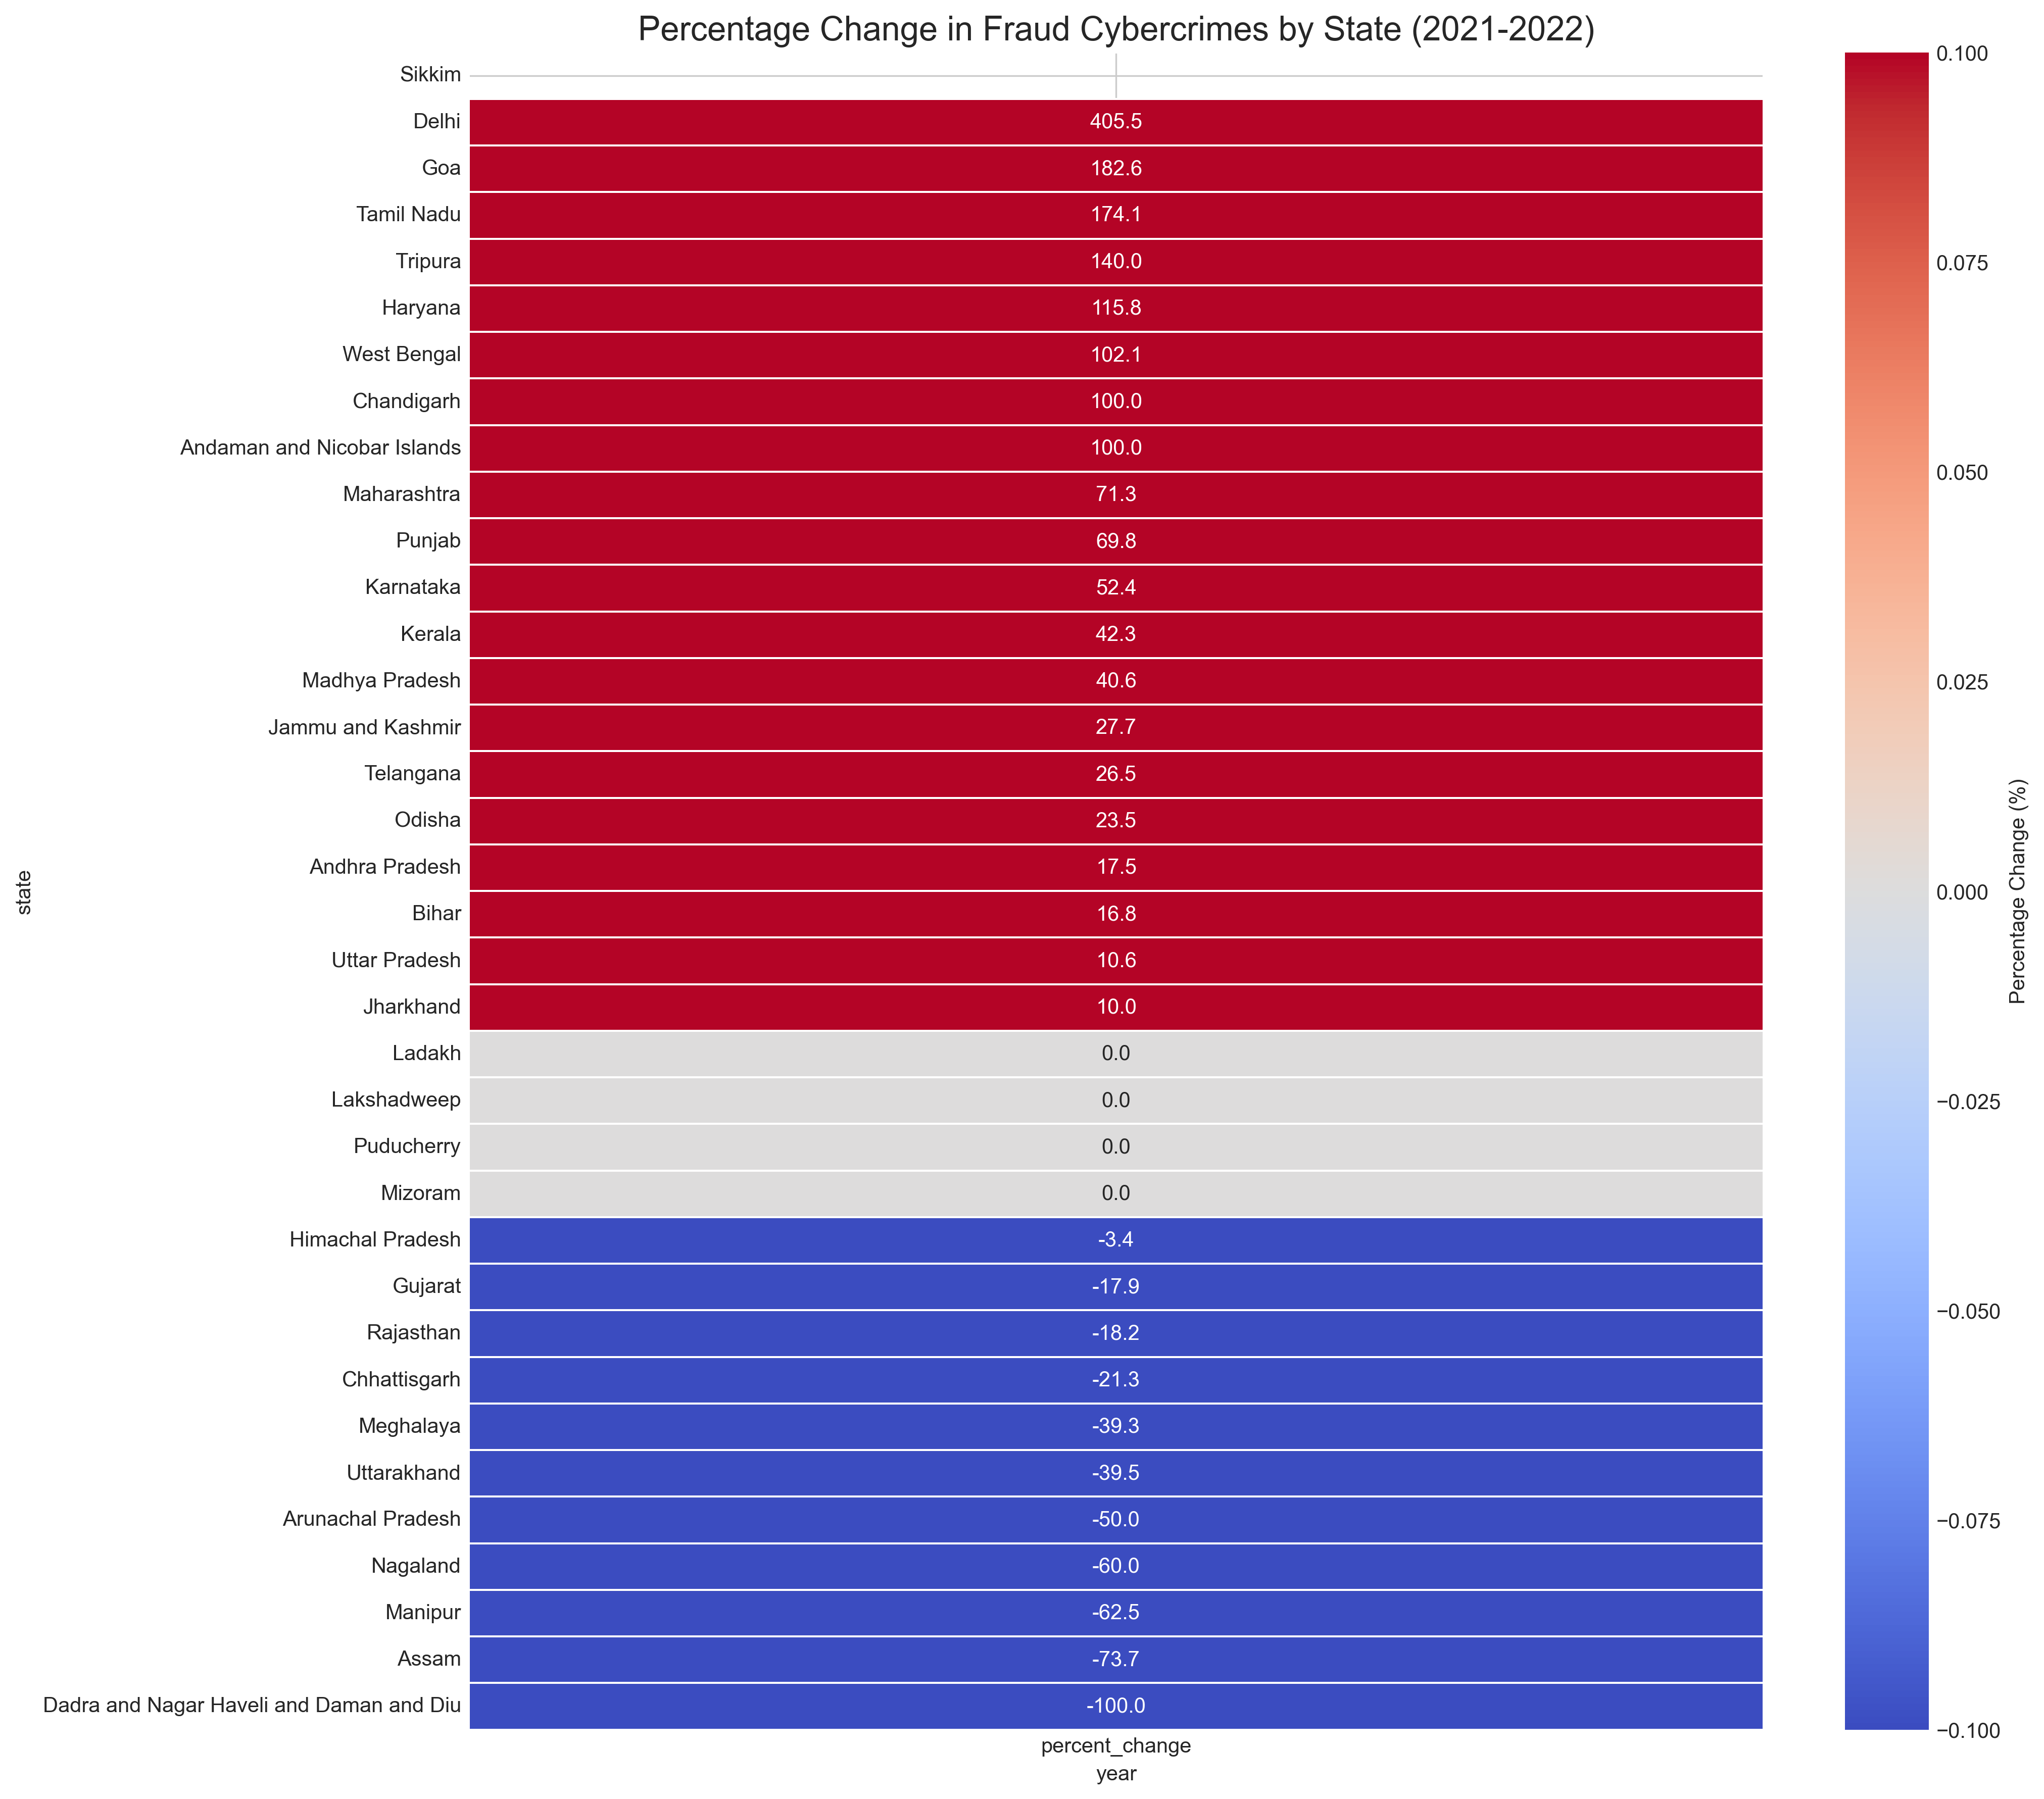 Percentage Change in Fraud Cybercrimes by State (2021-2022)
Sikkim
Delhi 405.5
Goa 182.6
Tamil Nadu 174.1
Tripura 140.0
Haryana 115.8
West Bengal 102.1
Chandigarh 100.0
Andaman and Nicobar Islands 100.0
Maharashtra 71.3
Punjab 69.8
Karnataka 52.4
Kerala 42.3
Madhya Pradesh 40.6
Jammu and Kashmir 27.7
Telangana 26.5
Odisha 23.5
Andhra Pradesh 17.5
Bihar 16.8
Uttar Pradesh 10.6
Jharkhand 10.0
Ladakh 0.0
Lakshadweep 0.0
Puducherry 0.0
Mizoram 0.0
Himachal Pradesh -3.4
Gujarat -17.9
Rajasthan -18.2
Chhattisgarh -21.3
Meghalaya -39.3
Uttarakhand -39.5
Arunachal Pradesh -50.0
Nagaland -60.0
Manipur -62.5
Assam -73.7
Dadra and Nagar Haveli and Daman and Diu -100.0
state
percent_change
year
0.100
0.075
0.050
0.025
0.000
−0.025
−0.050
−0.075
−0.100
Percentage Change (%)